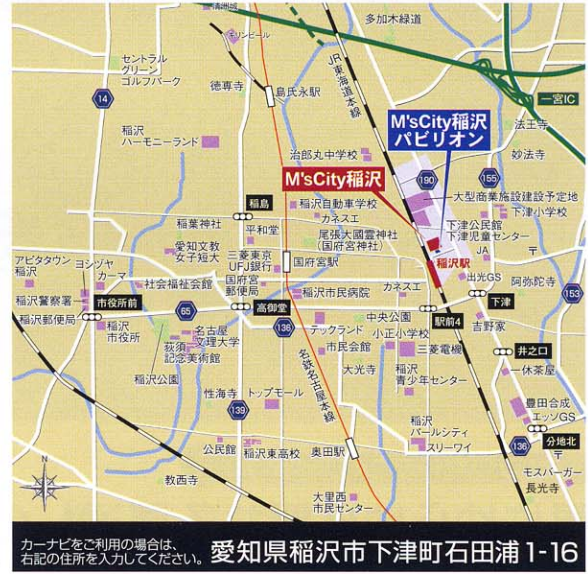 清洲城
キリンビール
多加木緑道
セントラル
グリーン
ゴルフパーク
徳専寺
島氏永駅
JR東海道本線
一宮IC
14
法王寺
M'sCity稲沢
パビリオン
稲沢
ハーモニーランド
治郎丸中学校
妙法寺
M'sCity稲沢
190
155
大型商業施設建設予定地
下津小学校
稲島
稲沢自動車学校
カネスエ
稲葉神社
平和堂
尾張大國霊神社
(国府宮神社)
下津公民館
下津児童センター
JA
〒
愛知文教
女子短大
三菱東京
UFJ銀行
国府宮駅
稲沢駅
アピタタウン
稲沢
ヨシヅヤ
カーマ
社会福祉会館
国府宮
郵便局
稲沢市民病院
カネスエ
出光GS
阿弥陀寺
153
稲沢警察署
市役所前
65
高御堂
下津
稲沢郵便局
稲沢
市役所
名古屋
文理大学
136
テックランド
中央公園
駅前4
吉野家
荻須
記念美術館
市民会館
小正小学校
三菱電機
井之口
稲沢公園
名鉄名古屋本線
大光寺
稲沢
青少年センター
一休茶屋
性海寺
トップモール
豊田合成
139
エッソGS
公民館
稲沢東高校
奥田駅
稲沢
パールシティ
スリーワイ
136
分地北
〒
教西寺
モスバーガー
大里西
市民センター
長光寺
N
カーナビをご利用の場合は、
右記の住所を入力してください。
愛知県稲沢市下津町石田浦1-16